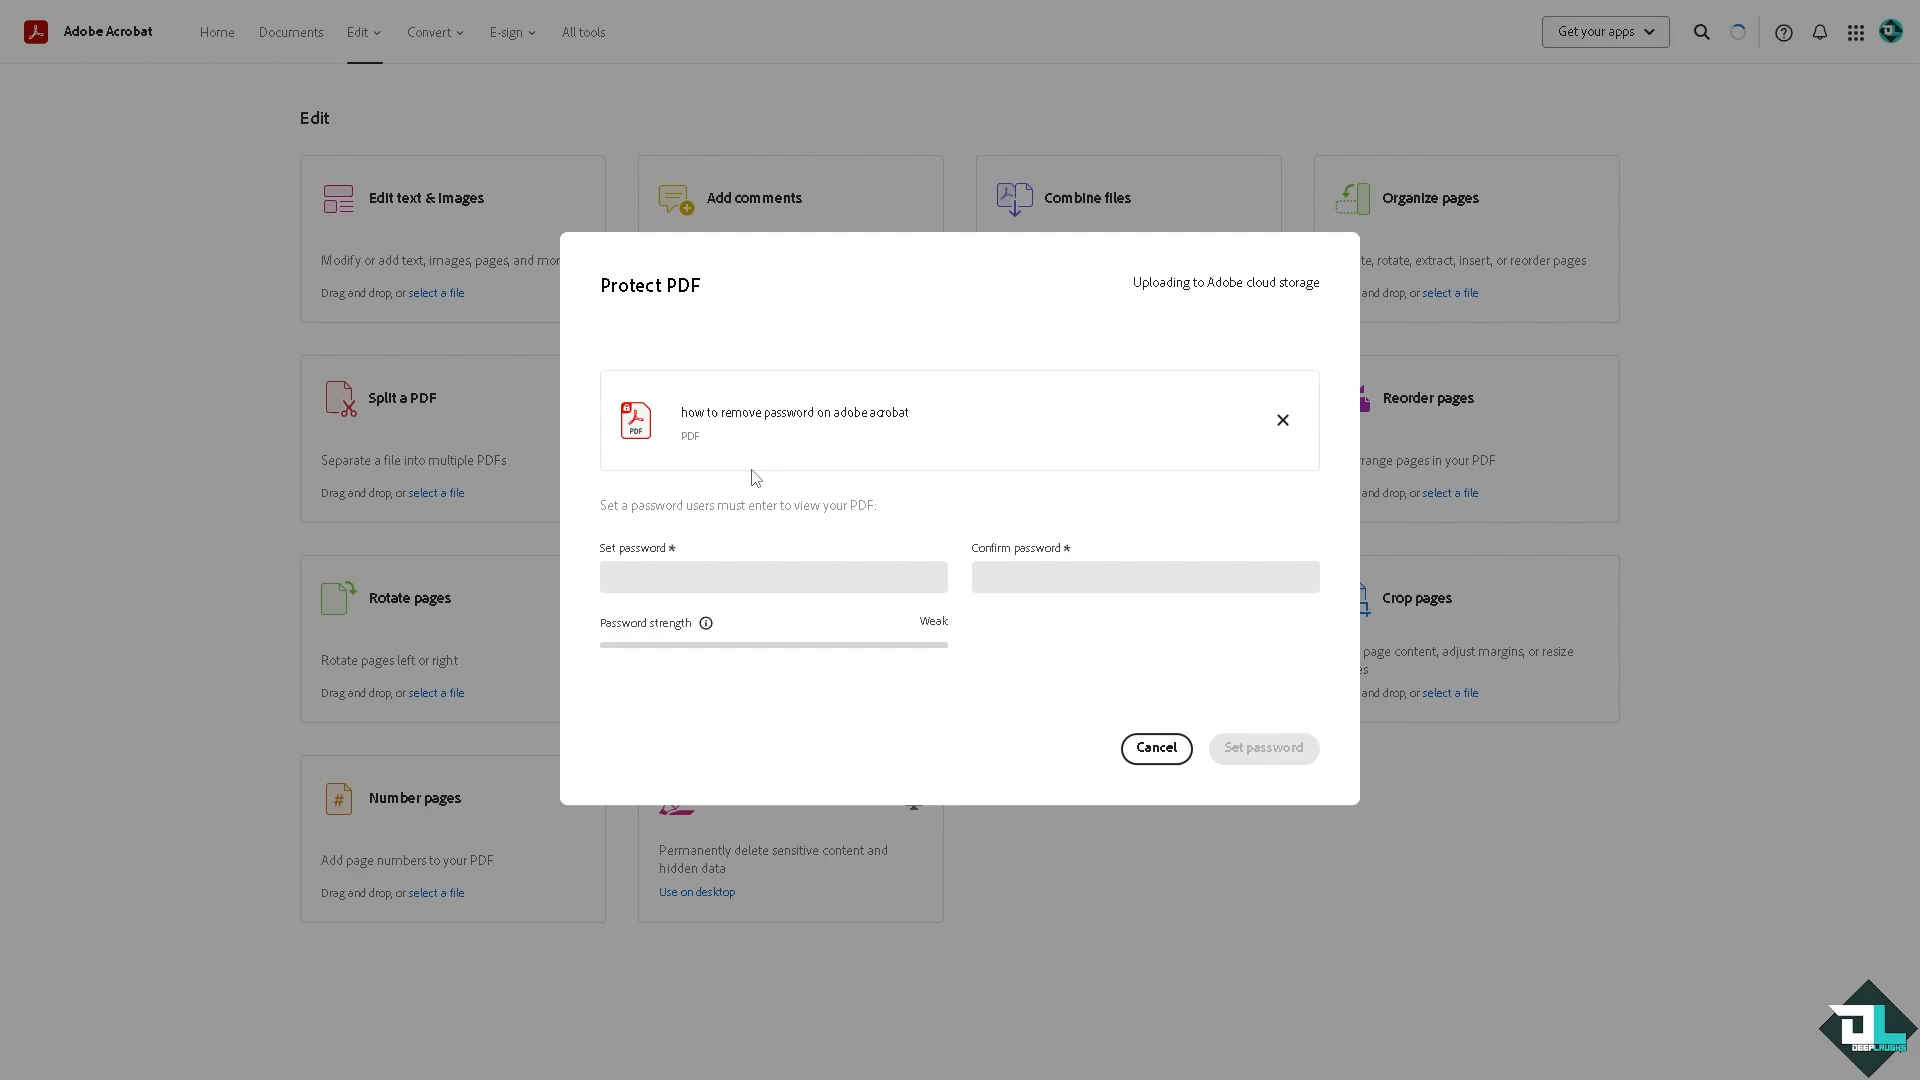 Adobe Acrobat
Home
Documents
Edit
Convert
E-sign
All tools
Get your apps
Edit
Edit text & images
Add comments
Combine files
Organize pages
Modify or add text, images, pages, and mor
te, rotate, extract, insert, or reorder pages
Drag and drop, or select a file
and drop, or select a file
Protect PDF
Uploading to Adobe cloud storage
PDF
how to remove password on adobe acrobat
PDF
Set a password users must enter to view your PDF:
Set password *
Confirm password *
Password strength
Weak
Cancel
Set password
Split a PDF
Reorder pages
Separate a file into multiple PDFs
range pages in your PDF
Drag and drop, or select a file
and drop, or select a file
Rotate pages
Crop pages
Rotate pages left or right
page content, adjust margins, or resize
es
Drag and drop, or select a file
and drop, or select a file
#
Number pages
Add page numbers to your PDF
Drag and drop, or select a file
Permanently delete sensitive content and
hidden data
Use on desktop
DL
DEEPLAUGHS